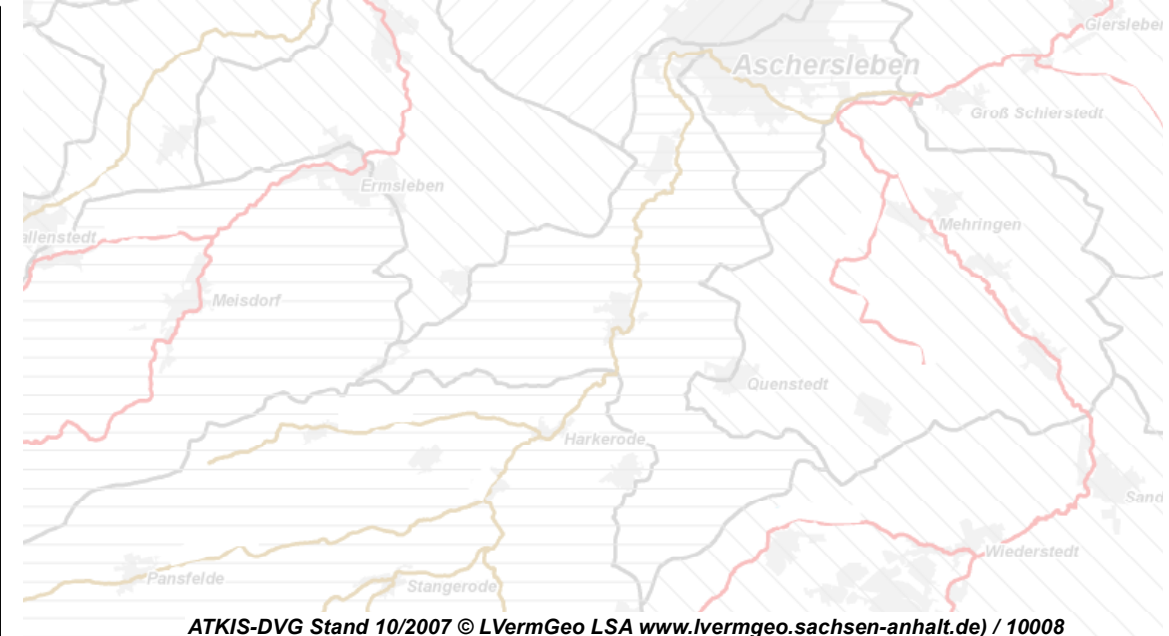 Giersleben
Aschersleben
Groß Schierstedt
Ermsleben
Mehringen
allenstedt
Meisdorf
Quenstedt
Harkerode
Sand
Wiederstedt
Pansfelde
Stangerode
ATKIS-DVG Stand 10/2007 © LVermGeo LSA www.lvermgeo.sachsen-anhalt.de) / 10008